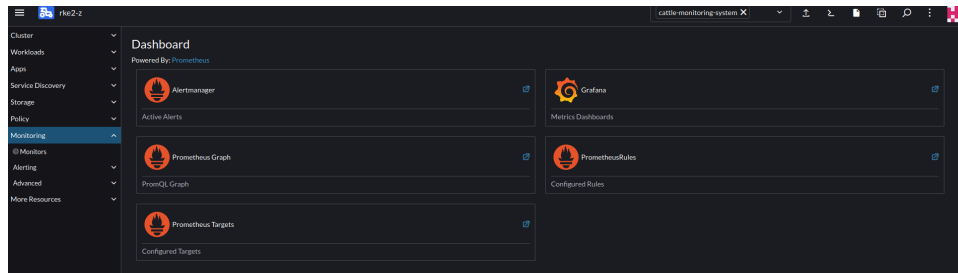 rke2-z
cattle-monitoring-system X
Cluster
Workloads
Apps
Service Discovery
Storage
Policy
Monitoring
Monitors
Alerting
Advanced
More Resources
Dashboard
Powered By: Prometheus
Alertmanager
Active Alerts
Grafana
Metrics Dashboards
Prometheus Graph
PromQL Graph
PrometheusRules
Configured Rules
Prometheus Targets
Configured Targets